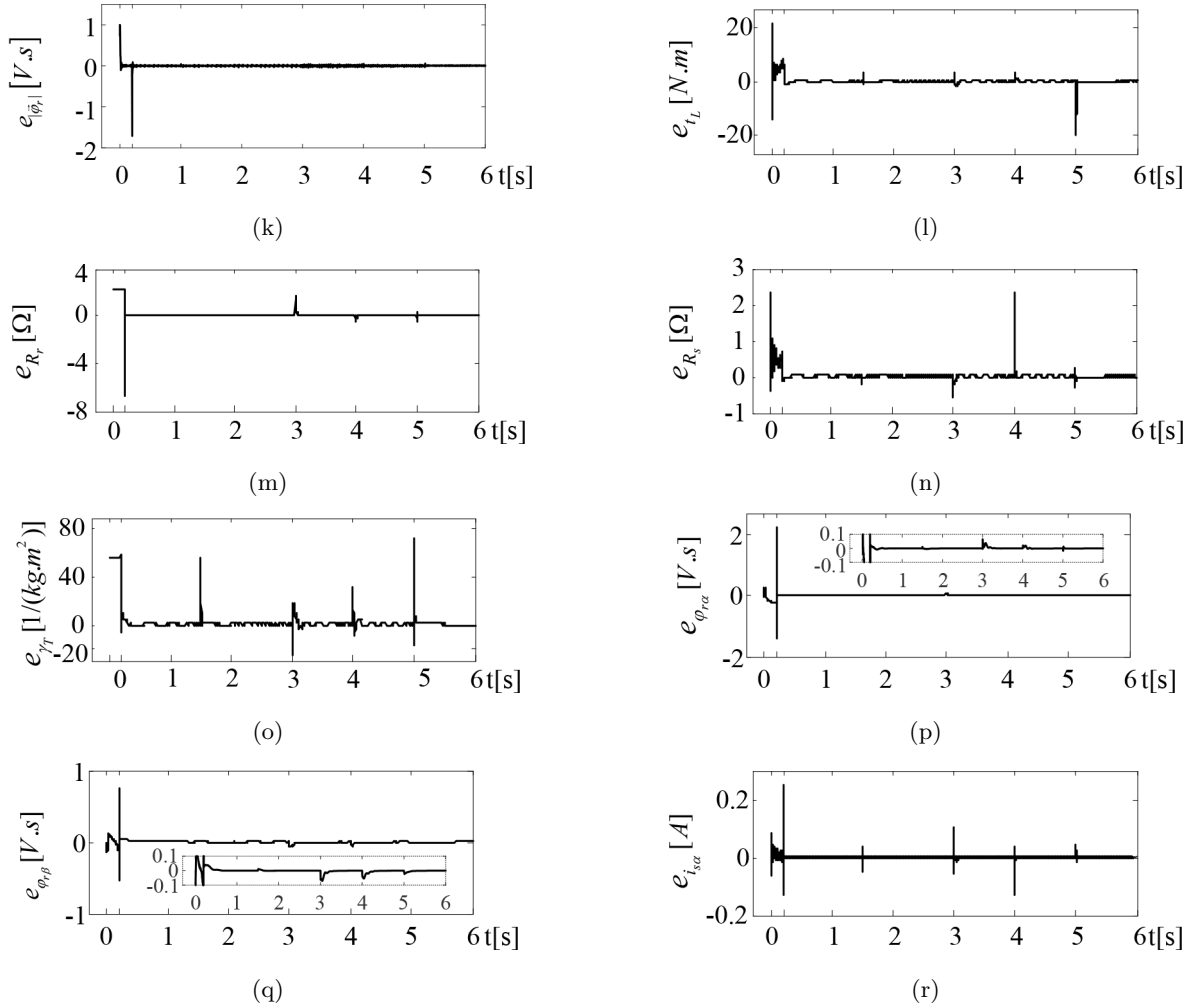 1
0
-1
-2
e_{|φ⃗_r|} [V.s]
0 1 2 3 4 5 6 t[s]
(k)
20
0
-20
e_{t_L} [N.m]
0 1 2 3 4 5 6 t[s]
(l)
4
0
-4
-8
e_{R_r} [Ω]
0 1 2 3 4 5 6 t[s]
(m)
3
2
1
0
-1
e_{R_s} [Ω]
0 1 2 3 4 5 6 t[s]
(n)
80
40
0
-20
e_{γ_T} [1/(kg.m²)]
0 1 2 3 4 5 6 t[s]
(o)
2
0
-2
e_{φ_{rα}} [V.s]
0.1
0
-0.1
0 1 2 3 4 5 6
0 1 2 3 4 5 6 t[s]
(p)
1
0
-1
e_{φ_{rβ}} [V.s]
0.1
0
-0.1
0 1 2 3 4 5 6
0 1 2 3 4 5 6 t[s]
(q)
0.2
0
-0.2
e_{i_{sα}} [A]
0 1 2 3 4 5 6 t[s]
(r)